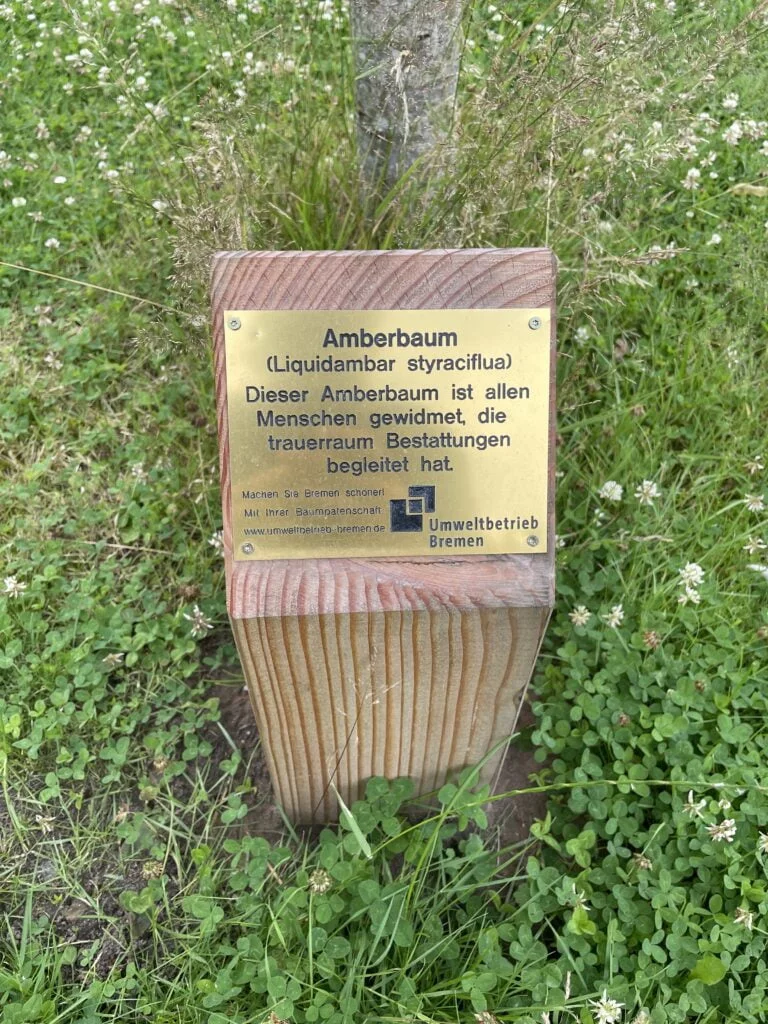 Amberbaum
(Liquidambar styraciflua)
Dieser Amberbaum ist allen
Menschen gewidmet, die
trauerraum Bestattungen
begleitet hat.
Machen Sie Bremen schöner!
Mit Ihrer Baumpatenschaft
www.umweltbetrieb-bremen.de
Umweltbetrieb
Bremen